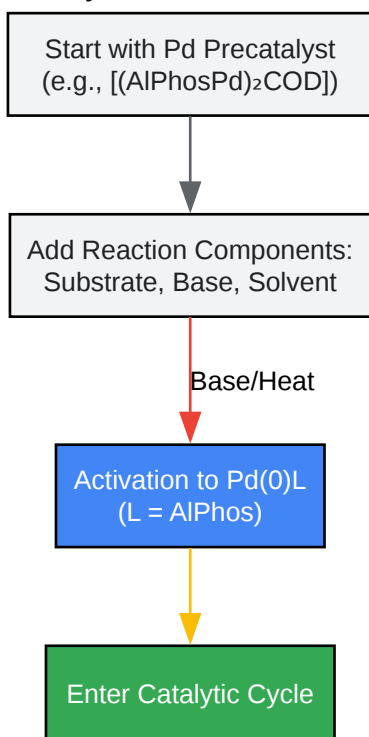 Start with Pd Precatalyst
(e.g., [(AlPhosPd)₂COD])
Add Reaction Components:
Substrate, Base, Solvent
Base/Heat
Activation to Pd(0)L
(L = AlPhos)
Enter Catalytic Cycle